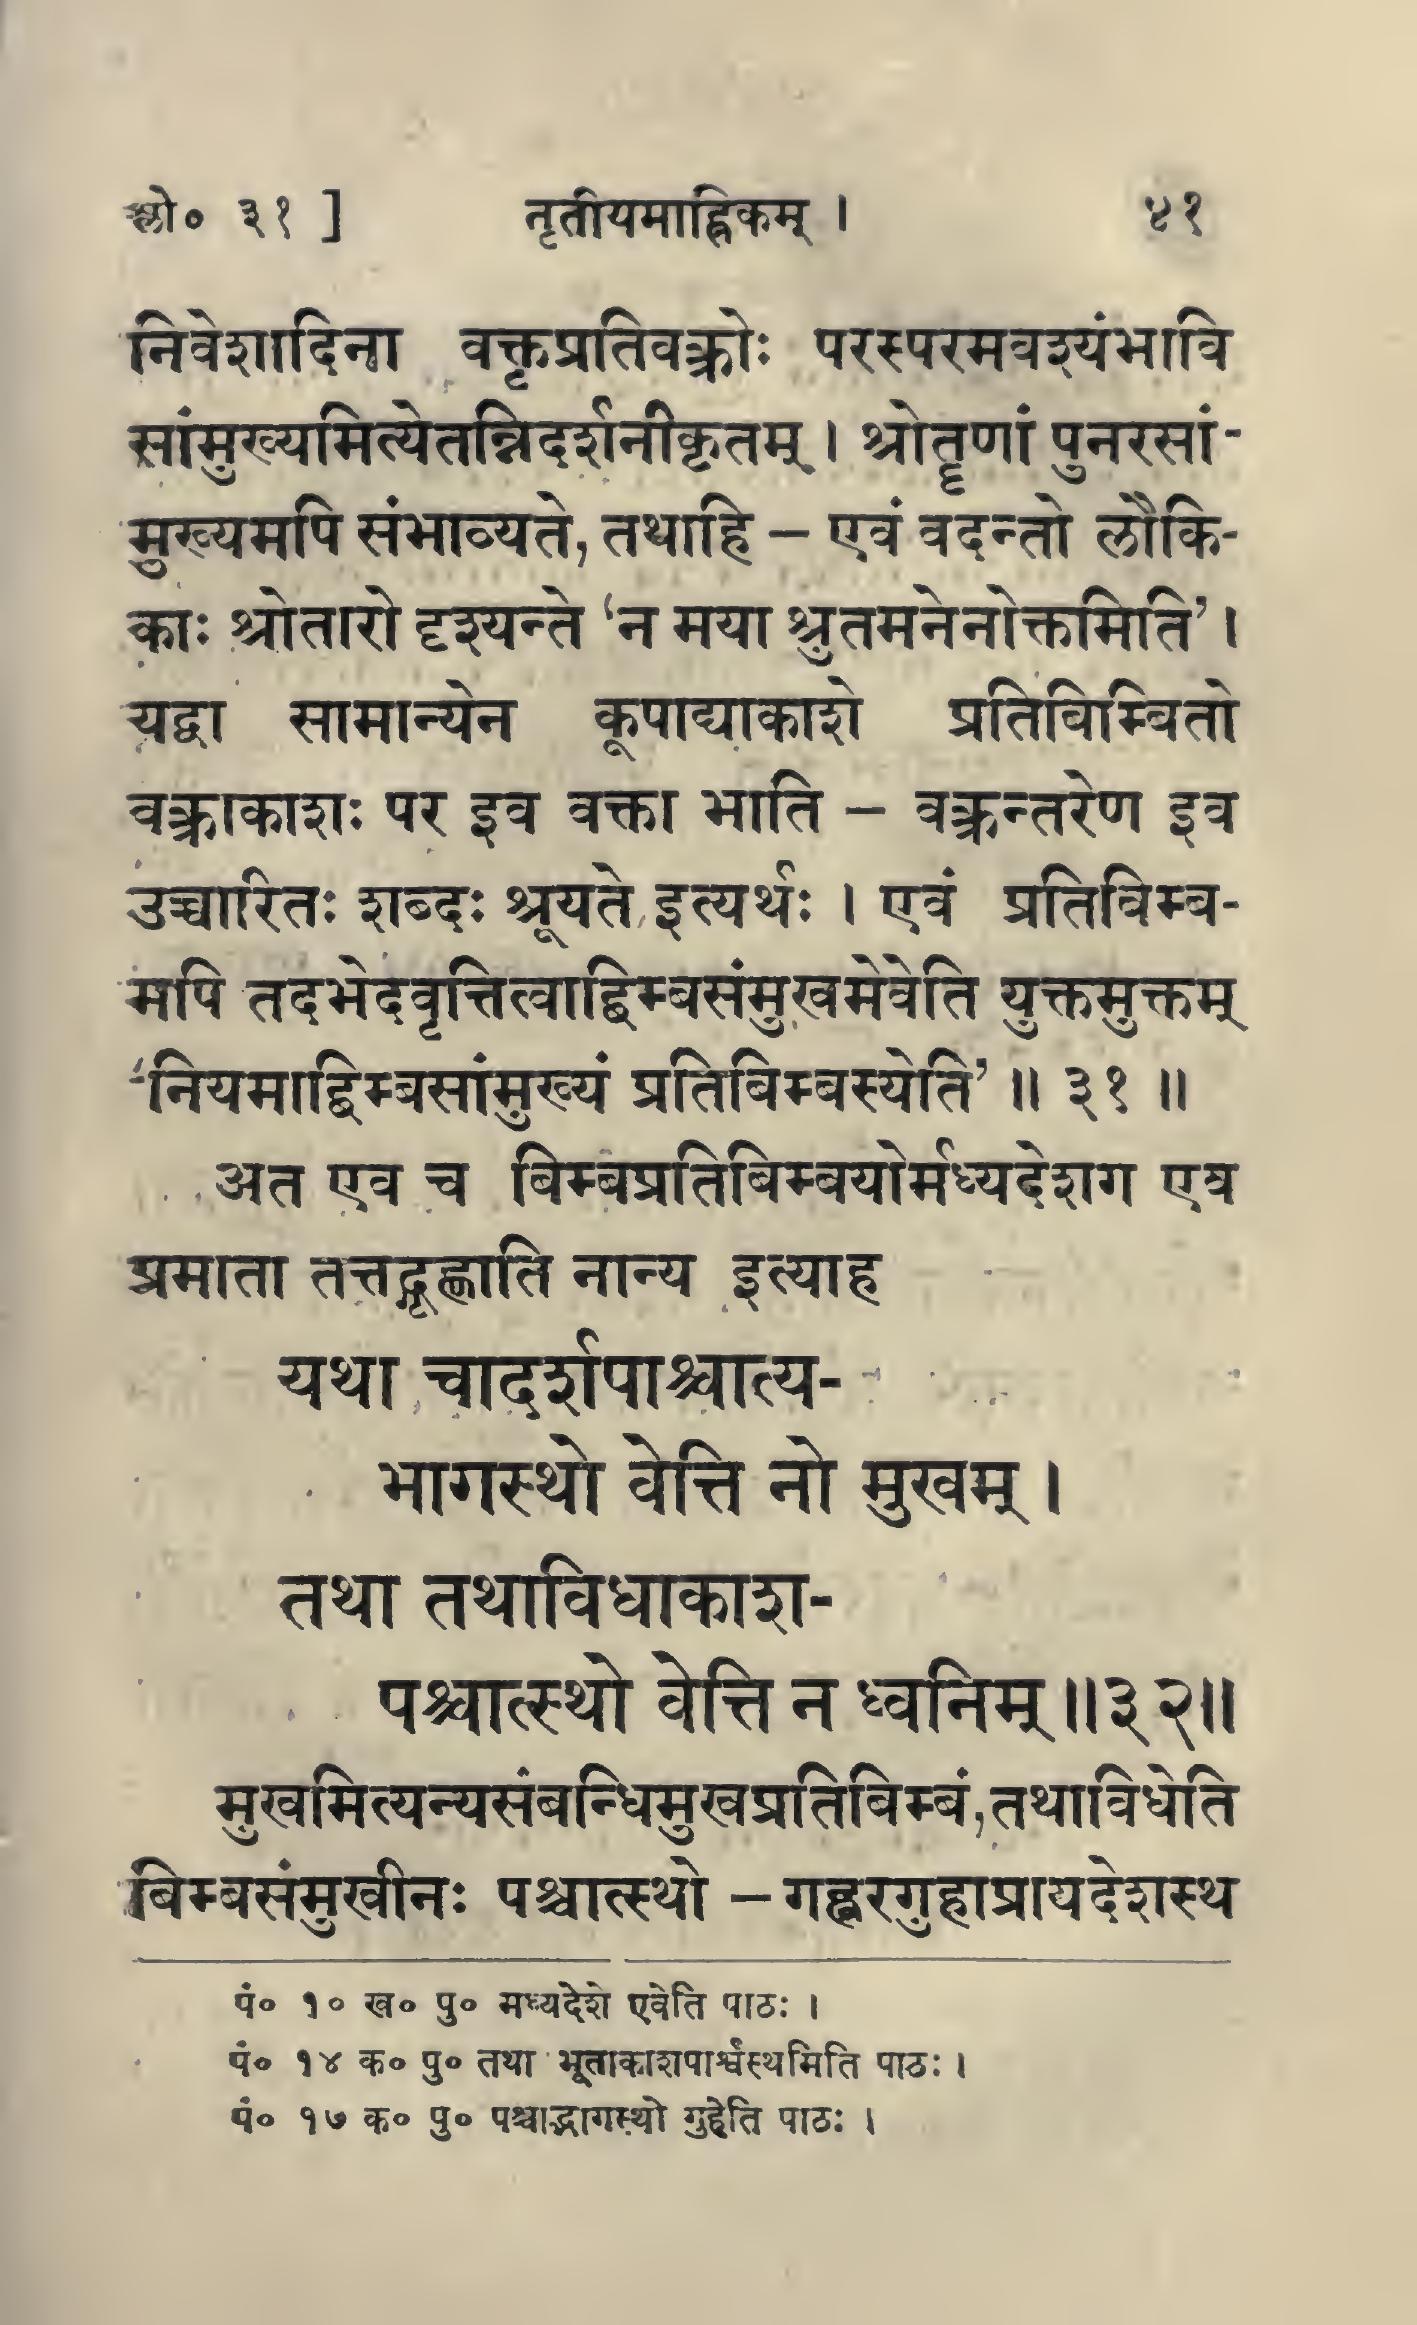 श्लो० ३१ ] तृतीयमाह्निकम् । ४१
निवेशादिना वक्तृप्रतिवक्त्रोः परस्परमवश्यंभावि
सांमुख्यमित्येतन्निदर्शनीकृतम् । श्रोतॄणां पुनरसां-
मुख्यमपि संभाव्यते, तथाहि – एवं वदन्तो लौकि-
काः श्रोतारो दृश्यन्ते ‘न मया श्रुतमनेनोक्तमिति’ ।
यद्वा सामान्येन कूपाद्याकाशे प्रतिबिम्बितो
वक्त्राकाशः पर इव वक्ता भाति – वक्त्रन्तरेण इव
उच्चारितः शब्दः श्रूयते इत्यर्थः । एवं प्रतिबिम्ब-
मपि तदभेदवृत्तित्वाद्बिम्बसंमुखमेवेति युक्तमुक्तम्
‘नियमाद्बिम्बसांमुख्यं प्रतिबिम्बस्येति’ ॥ ३१ ॥
अत एव च बिम्बप्रतिबिम्बयोर्मध्यदेशग एव
प्रमाता तत्तद्गृह्णाति नान्य इत्याह
यथा चादर्शपाश्चात्य-
भागस्थो वेत्ति नो मुखम् ।
तथा तथाविधाकाश-
पश्चात्स्थो वेत्ति न ध्वनिम् ॥३२॥
मुखमित्यन्यसंबन्धिमुखप्रतिबिम्बं, तथाविधेति
बिम्बसंमुखीनः पश्चात्स्थो – गह्वरगुहाप्रायदेशस्थ
पं० १० ख० पु० मध्यदेशे एवेति पाठः ।
पं० १४ क० पु० तथा भूताकाशपार्श्वस्थमिति पाठः ।
पं० १७ क० पु० पश्चाद्भागस्थो गुहेति पाठः ।